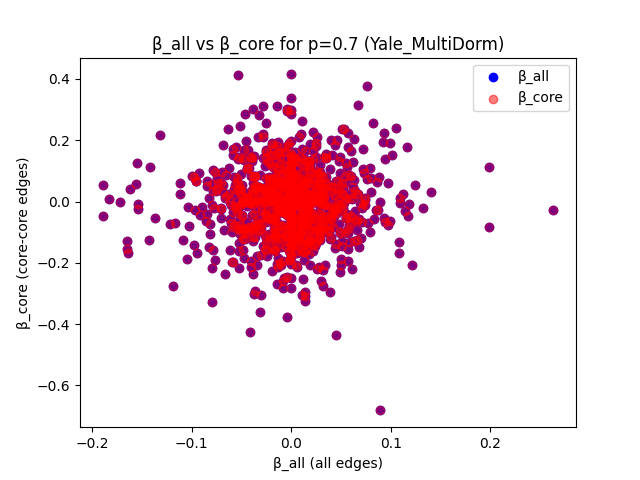 β_all vs β_core for p=0.7 (Yale_MultiDorm)
β_all
β_core
β_core (core-core edges)
0.4
0.2
0.0
−0.2
−0.4
−0.6
−0.2
−0.1
0.0
0.1
0.2
β_all (all edges)